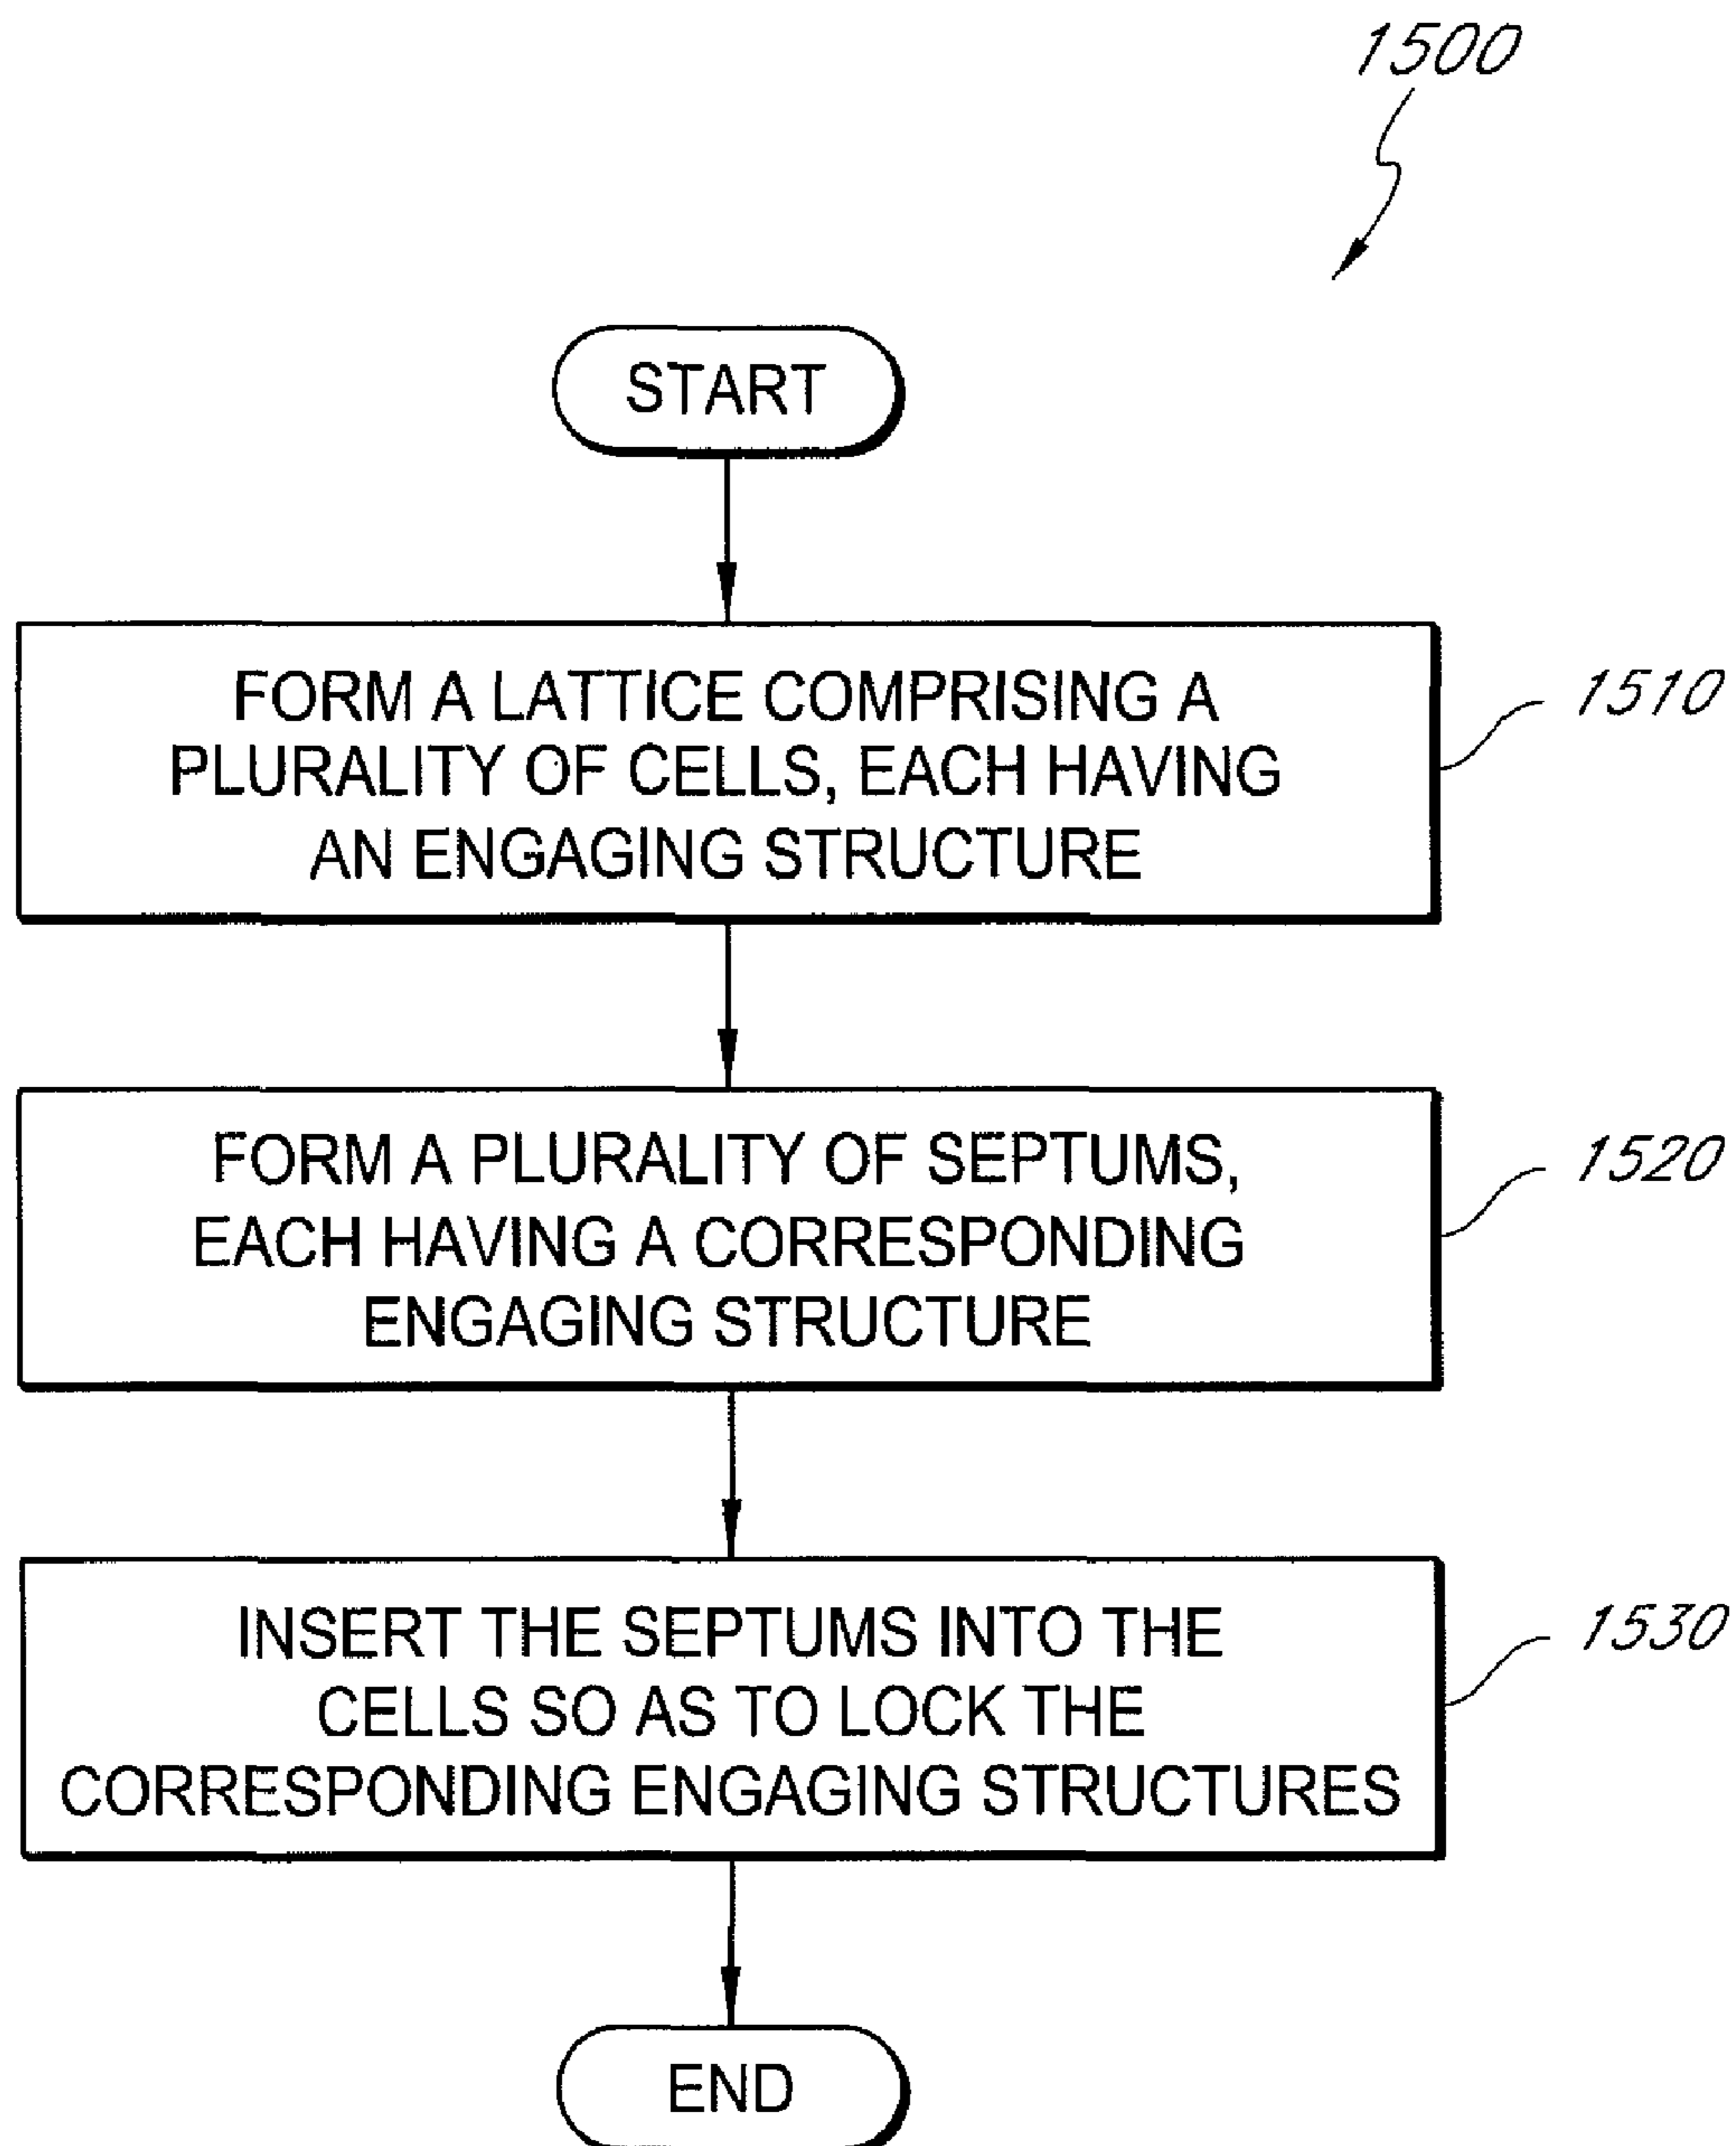 1500
START
FORM A LATTICE COMPRISING A
PLURALITY OF CELLS, EACH HAVING
AN ENGAGING STRUCTURE
1510
FORM A PLURALITY OF SEPTUMS,
EACH HAVING A CORRESPONDING
ENGAGING STRUCTURE
1520
INSERT THE SEPTUMS INTO THE
CELLS SO AS TO LOCK THE
CORRESPONDING ENGAGING STRUCTURES
1530
END